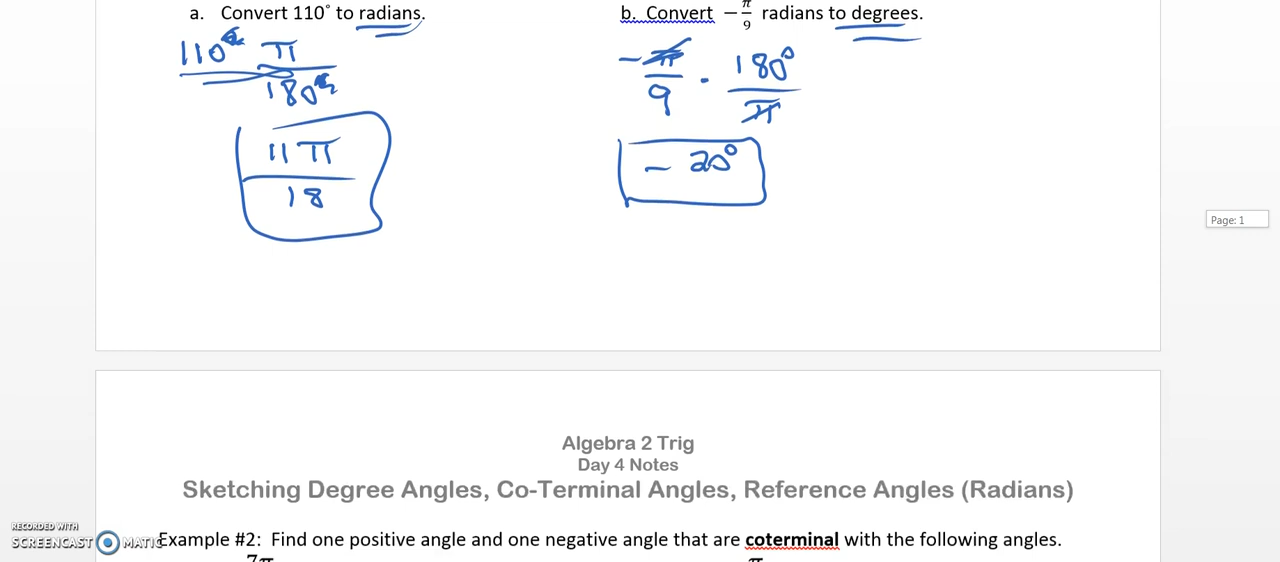 a. Convert 110° to radians.
110° π
180°
11π
18
b. Convert −π/9 radians to degrees.
−π/9 · 180°/π
− 20°
Page: 1
Algebra 2 Trig
Day 4 Notes
Sketching Degree Angles, Co-Terminal Angles, Reference Angles (Radians)
RECORDED WITH
SCREENCAST MATIC
Example #2: Find one positive angle and one negative angle that are coterminal with the following angles.
7π
π